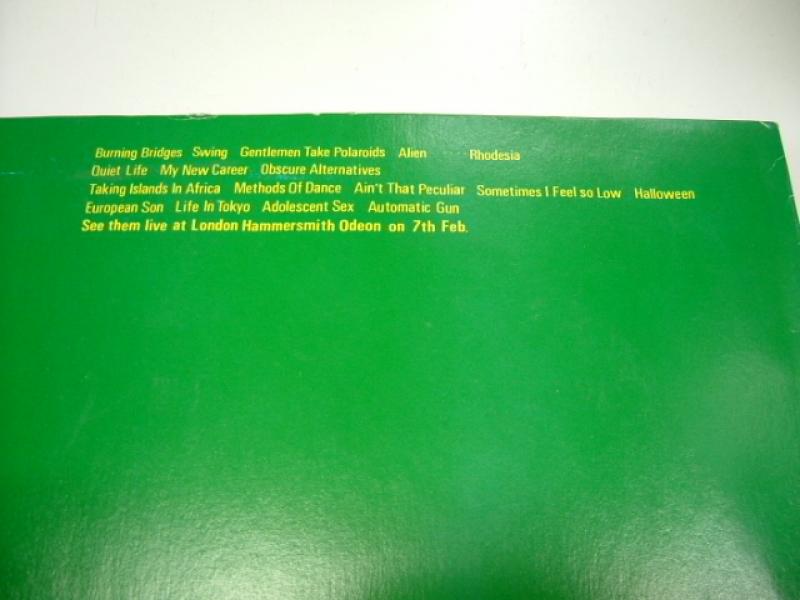 Burning Bridges Swing Gentlemen Take Polaroids Alien Rhodesia
Quiet Life My New Career Obscure Alternatives
Taking Islands In Africa Methods Of Dance Ain't That Peculiar Sometimes I Feel so Low Halloween
European Son Life In Tokyo Adolescent Sex Automatic Gun
See them live at London Hammersmith Odeon on 7th Feb.